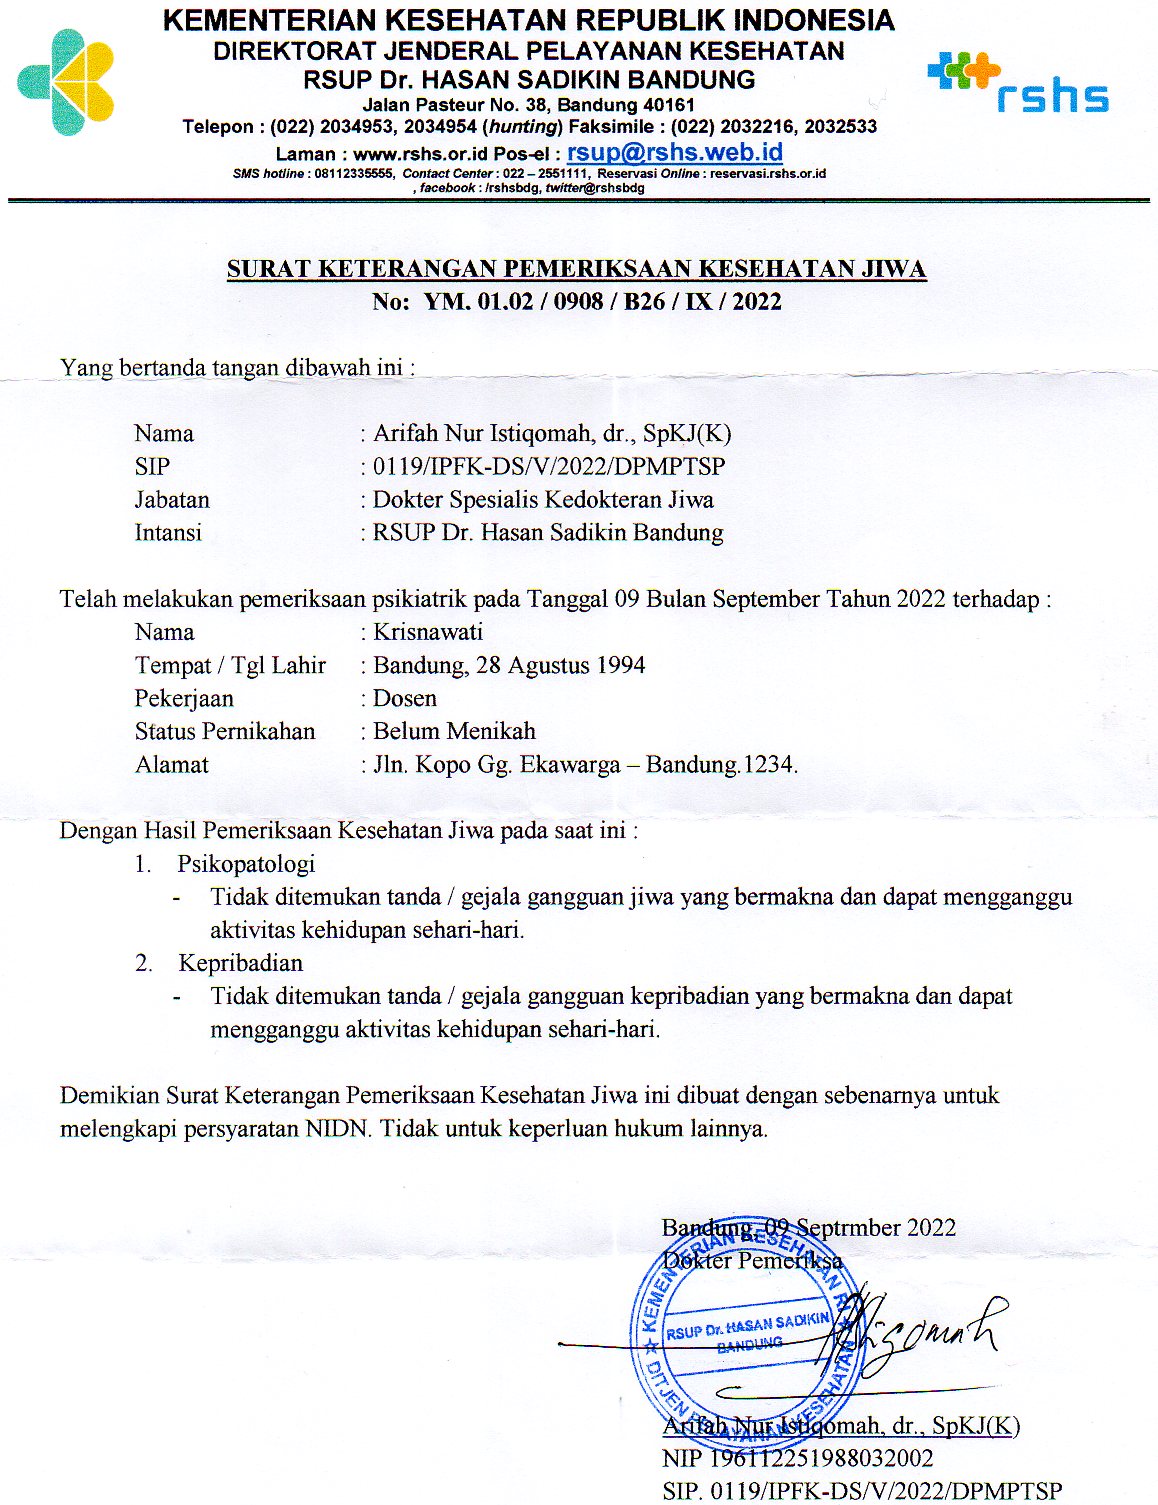 KEMENTERIAN KESEHATAN REPUBLIK INDONESIA
DIREKTORAT JENDERAL PELAYANAN KESEHATAN
RSUP Dr. HASAN SADIKIN BANDUNG
Jalan Pasteur No. 38, Bandung 40161
Telepon : (022) 2034953, 2034954 (hunting) Faksimile : (022) 2032216, 2032533
Laman : www.rshs.or.id Pos-el : rsup@rshs.web.id
SMS hotline : 08112335555, Contact Center : 022 – 2551111, Reservasi Online : reservasi.rshs.or.id
, facebook : /rshsbdg, twitter@rshsbdg
rshs
SURAT KETERANGAN PEMERIKSAAN KESEHATAN JIWA
No: YM. 01.02 / 0908 / B26 / IX / 2022
Yang bertanda tangan dibawah ini :
Nama : Arifah Nur Istiqomah, dr., SpKJ(K)
SIP : 0119/IPFK-DS/V/2022/DPMPTSP
Jabatan : Dokter Spesialis Kedokteran Jiwa
Intansi : RSUP Dr. Hasan Sadikin Bandung
Telah melakukan pemeriksaan psikiatrik pada Tanggal 09 Bulan September Tahun 2022 terhadap :
Nama : Krisnawati
Tempat / Tgl Lahir : Bandung, 28 Agustus 1994
Pekerjaan : Dosen
Status Pernikahan : Belum Menikah
Alamat : Jln. Kopo Gg. Ekawarga – Bandung.1234.
Dengan Hasil Pemeriksaan Kesehatan Jiwa pada saat ini :
1. Psikopatologi
- Tidak ditemukan tanda / gejala gangguan jiwa yang bermakna dan dapat mengganggu
aktivitas kehidupan sehari-hari.
2. Kepribadian
- Tidak ditemukan tanda / gejala gangguan kepribadian yang bermakna dan dapat
mengganggu aktivitas kehidupan sehari-hari.
Demikian Surat Keterangan Pemeriksaan Kesehatan Jiwa ini dibuat dengan sebenarnya untuk
melengkapi persyaratan NIDN. Tidak untuk keperluan hukum lainnya.
Bandung, 09 Septrmber 2022
Dokter Pemeriksa
KEMENTERIAN KESEHATAN RI
RSUP Dr. HASAN SADIKIN
BANDUNG
DITJEN PELAYANAN KESEHATAN
Istiqomah
Arifah Nur Istiqomah, dr., SpKJ(K)
NIP 196112251988032002
SIP. 0119/IPFK-DS/V/2022/DPMPTSP